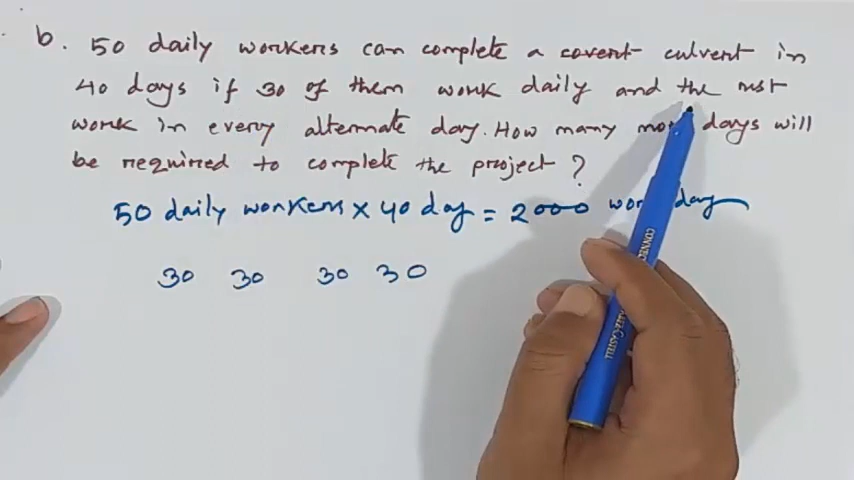 b. 50 daily workers can complete a covert culvert in
40 days if 30 of them work daily and the rest
work in every alternate day. How many days will
be required to complete the project?
50 daily workers × 40 day = 2000 day
30 30 30 30